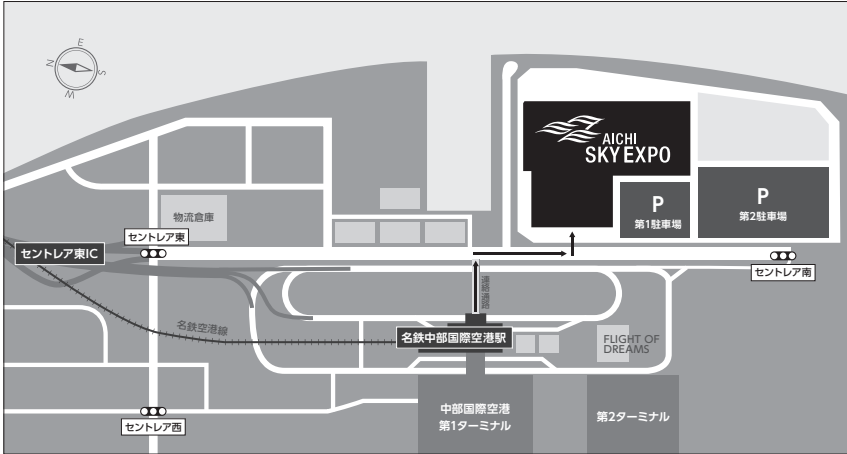 E
N
S
W
AICHI
SKY EXPO
P
第1駐車場
P
第2駐車場
物流倉庫
セントレア東
セントレア東IC
セントレア南
連絡通路
名鉄空港線
名鉄中部国際空港駅
FLIGHT OF
DREAMS
中部国際空港
第1ターミナル
第2ターミナル
セントレア西